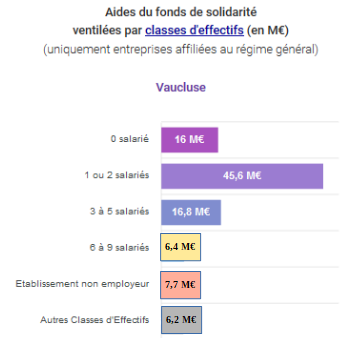 Aides du fonds de solidarité
ventilées par classes d'effectifs (en M€)
(uniquement entreprises affiliées au régime général)
Vaucluse
0 salarié 16 M€
1 ou 2 salariés 45,6 M€
3 à 5 salariés 16,8 M€
6 à 9 salariés 6,4 M€
Etablissement non employeur 7,7 M€
Autres Classes d'Effectifs 6,2 M€